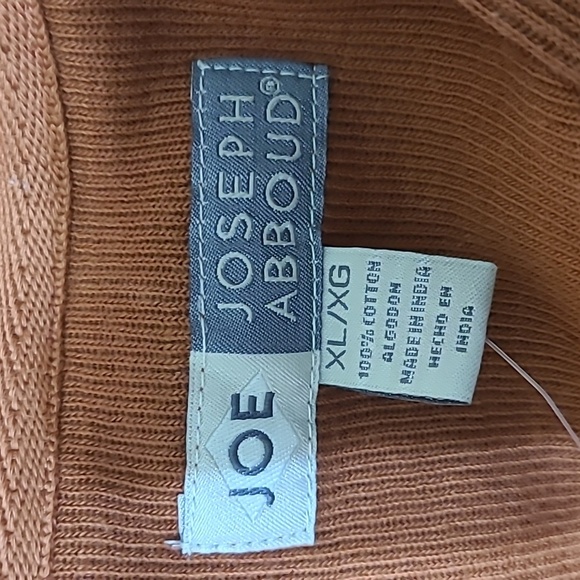 JOE
JOSEPH
ABBOUD®
XL/XG
100% COTTON
ALGODON
MADE IN INDIA
HECHO EN
INDIA